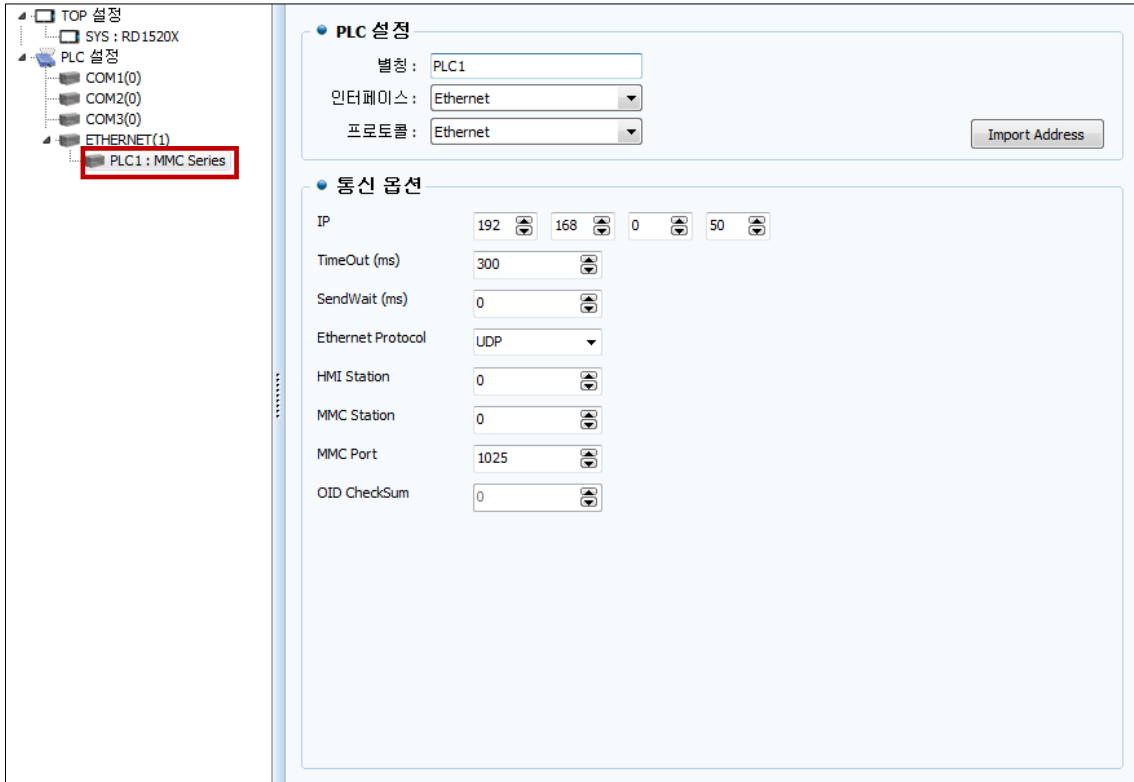 TOP 설정
SYS : RD1520X
PLC 설정
COM1(0)
COM2(0)
COM3(0)
ETHERNET(1)
PLC1 : MMC Series
PLC 설정
별칭 : PLC1
인터페이스 : Ethernet
프로토콜 : Ethernet
Import Address
통신 옵션
IP 192 168 0 50
TimeOut (ms) 300
SendWait (ms) 0
Ethernet Protocol UDP
HMI Station 0
MMC Station 0
MMC Port 1025
OID CheckSum 0